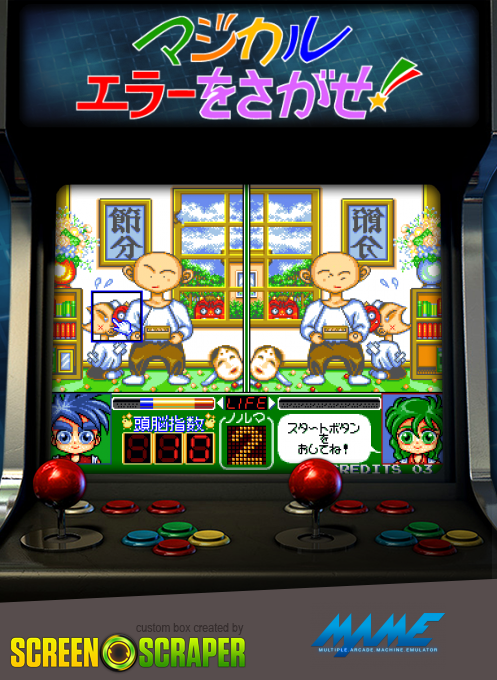 マジカル
エラーをさがせ!
節分
節分
LIFE
頭脳指数
ノルマ
110
2
スタートボタン
を
おしてね!
CREDITS 03
custom box created by
SCREEN SCRAPER
MAME
MULTIPLE ARCADE MACHINE EMULATOR